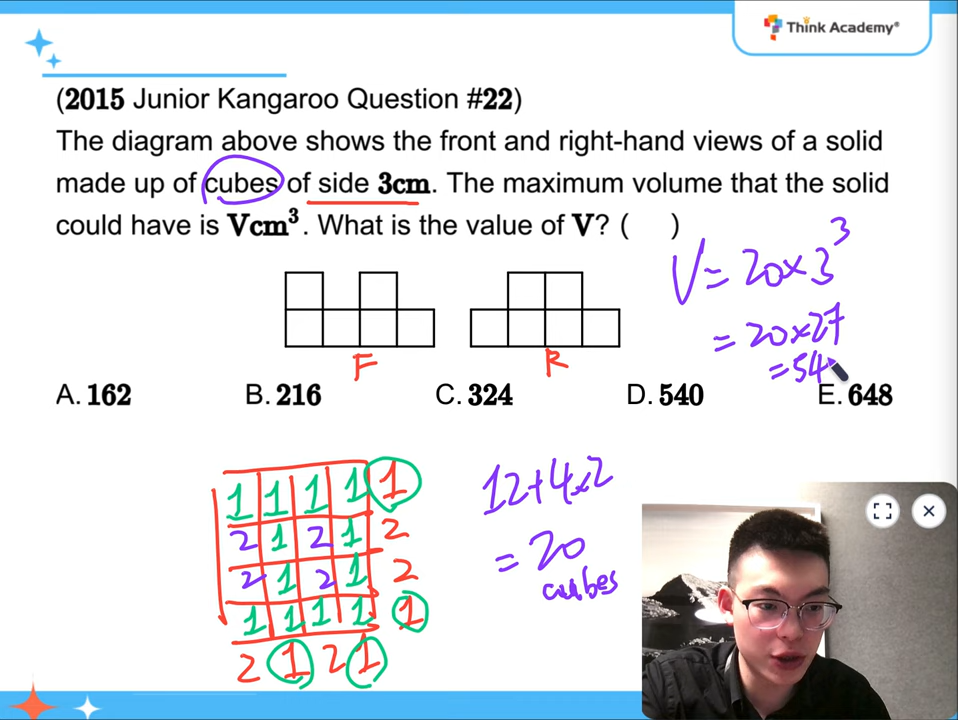 Think Academy®
(2015 Junior Kangaroo Question #22)
The diagram above shows the front and right-hand views of a solid
made up of cubes of side 3cm. The maximum volume that the solid
could have is Vcm³. What is the value of V? ( )
V = 20×3³
= 20×27
= 54
F
R
A. 162 B. 216 C. 324 D. 540 E. 648
1 1 1 1 1
2 1 2 1 2
2 1 2 1 2
1 1 1 1 1
2 1 2 1
12+4×2
= 20
cubes